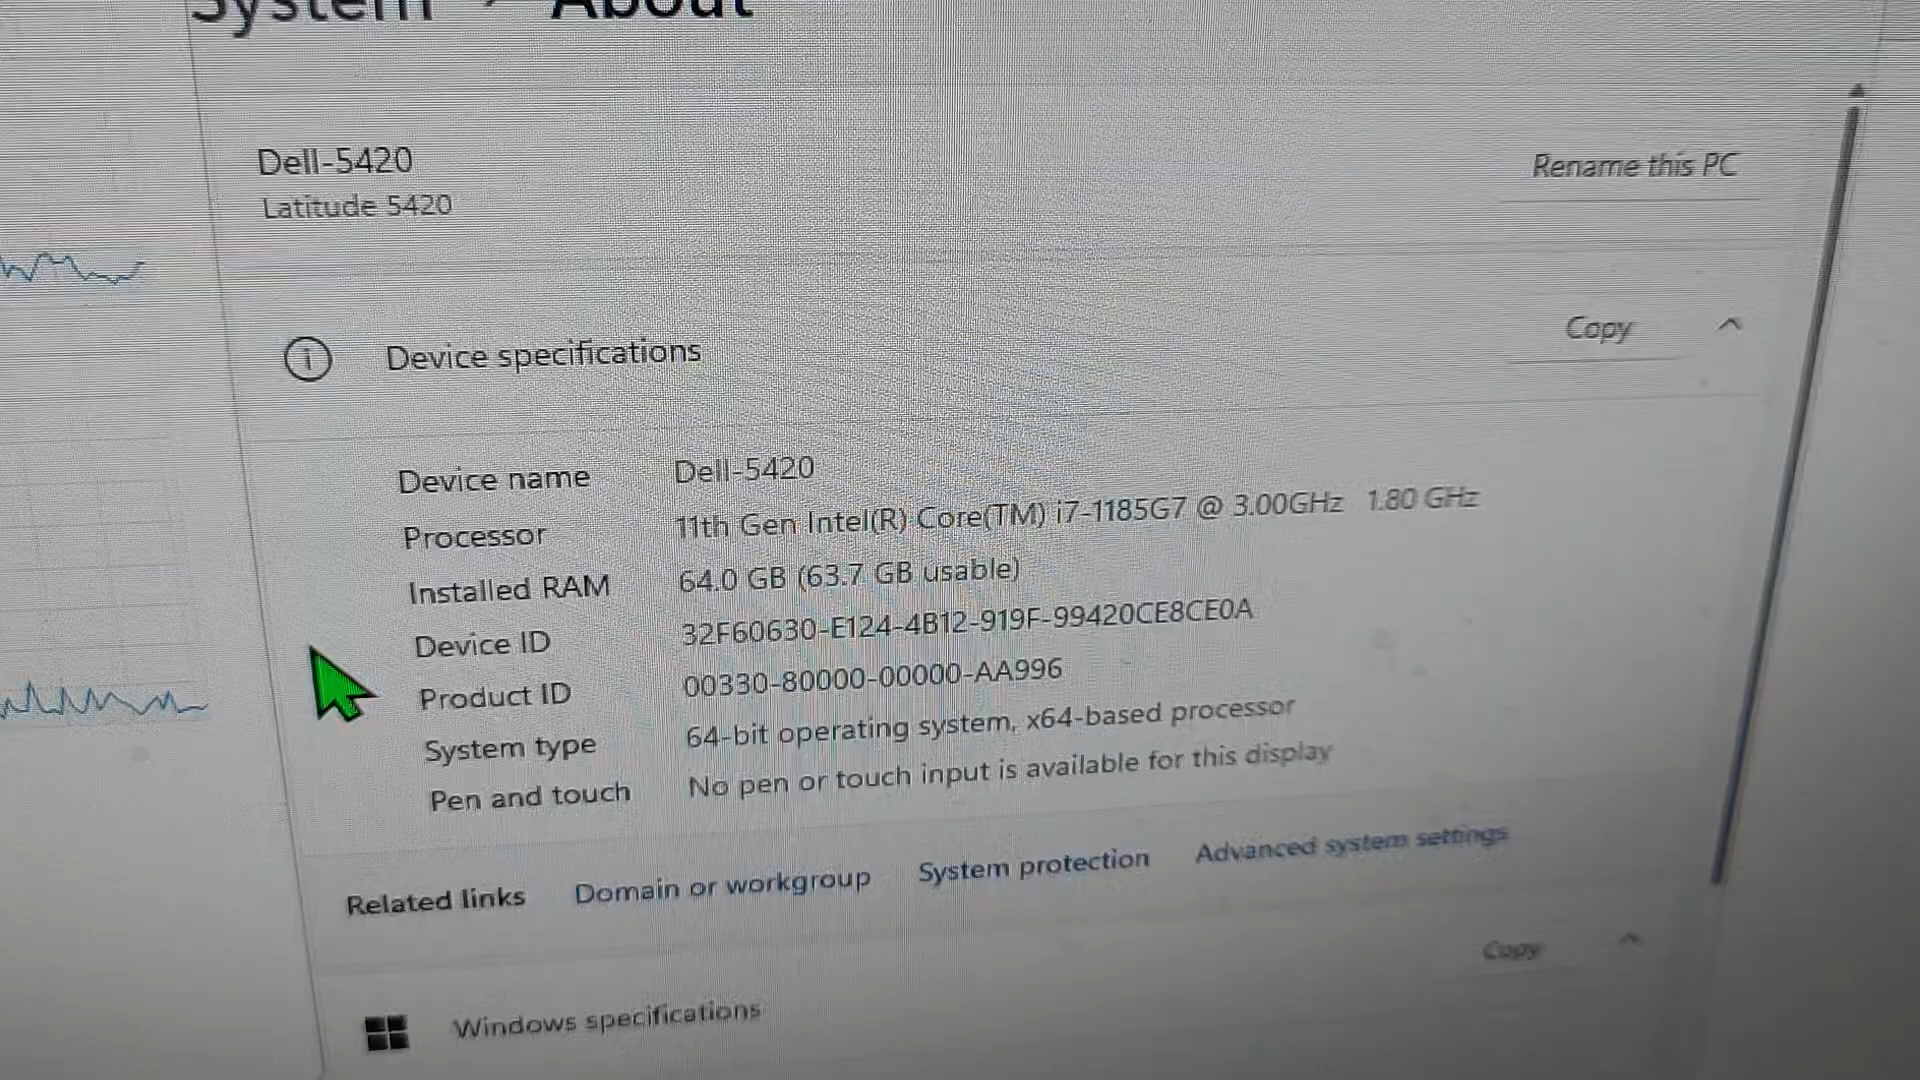 System > About
Dell-5420
Latitude 5420
Rename this PC
Device specifications
Copy
Device name Dell-5420
Processor 11th Gen Intel(R) Core(TM) i7-1185G7 @ 3.00GHz 1.80 GHz
Installed RAM 64.0 GB (63.7 GB usable)
Device ID 32F60630-E124-4B12-919F-99420CE8CE0A
Product ID 00330-80000-00000-AA996
System type 64-bit operating system, x64-based processor
Pen and touch No pen or touch input is available for this display
Related links Domain or workgroup System protection Advanced system settings
Windows specifications
Copy